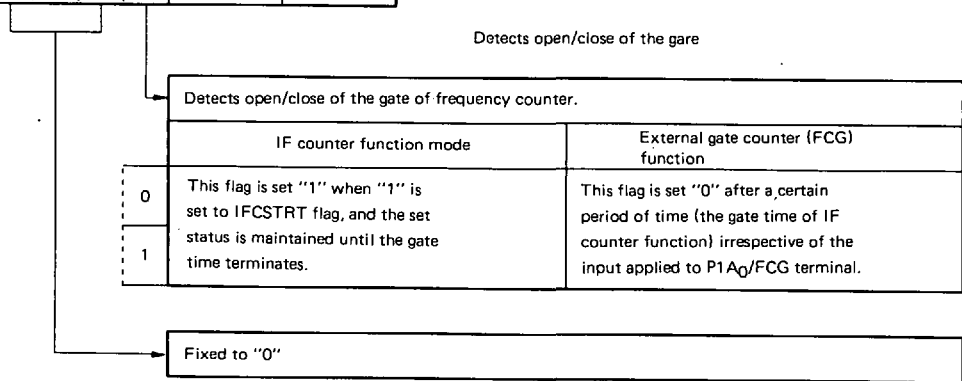 Detects open/close of the gare
Detects open/close of the gate of frequency counter.
IF counter function mode
External gate counter (FCG)
function
0
1
This flag is set "1" when "1" is
set to IFCSTRT flag, and the set
status is maintained until the gate
time terminates.
This flag is set "0" after a certain
period of time (the gate time of IF
counter function) irrespective of the
input applied to P1A0/FCG terminal.
Fixed to "0"